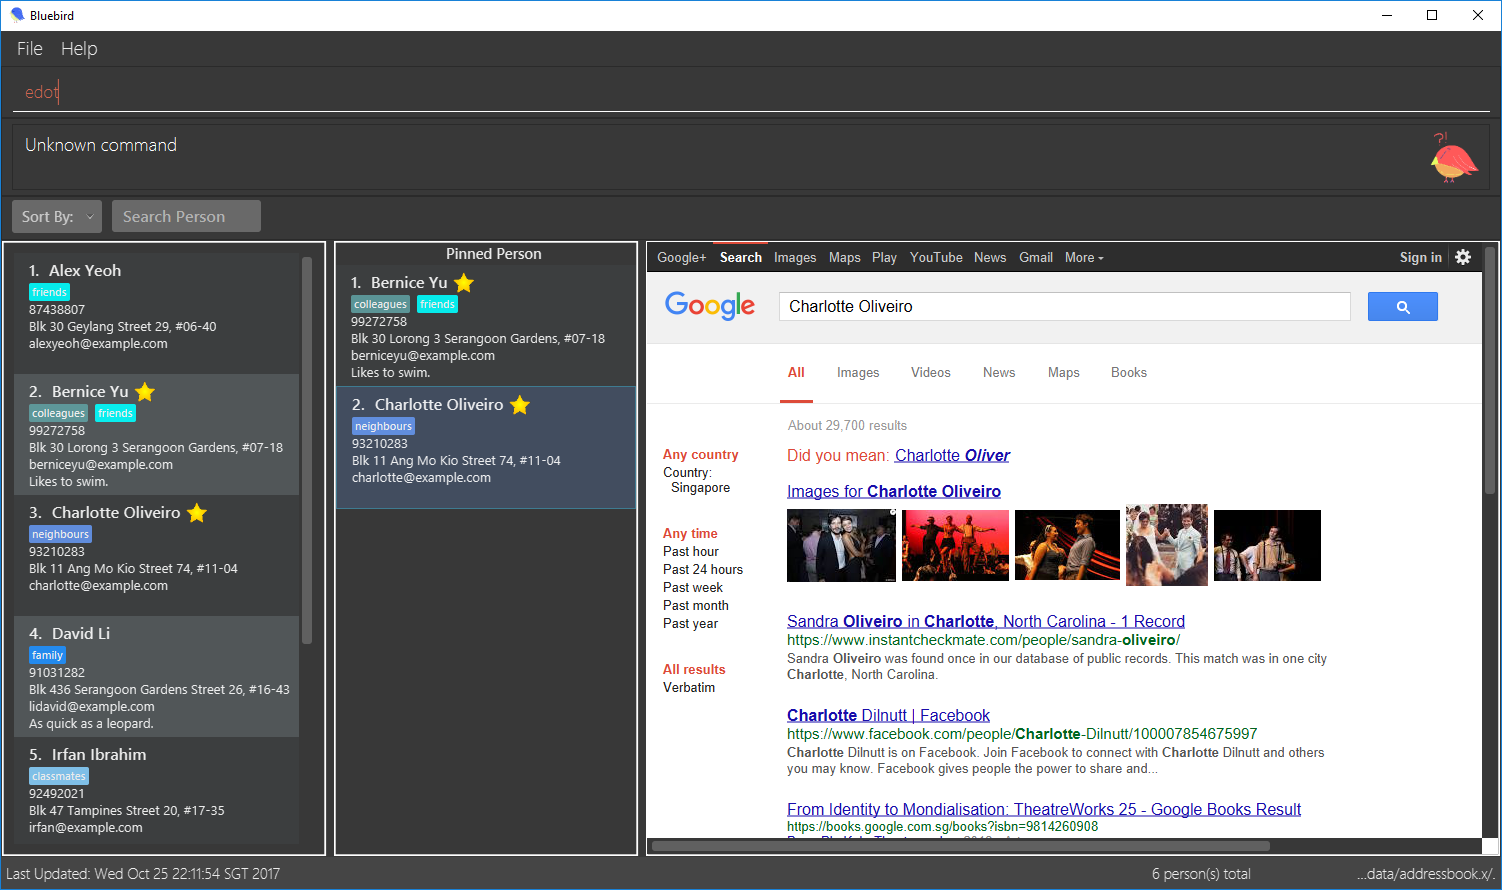 Bluebird
File Help
edot
Unknown command
?!
Sort By: Search Person
1. Alex Yeoh
friends
87438807
Blk 30 Geylang Street 29, #06-40
alexyeoh@example.com
2. Bernice Yu
colleagues friends
99272758
Blk 30 Lorong 3 Serangoon Gardens, #07-18
berniceyu@example.com
Likes to swim.
3. Charlotte Oliveiro
neighbours
93210283
Blk 11 Ang Mo Kio Street 74, #11-04
charlotte@example.com
4. David Li
family
91031282
Blk 436 Serangoon Gardens Street 26, #16-43
lidavid@example.com
As quick as a leopard.
5. Irfan Ibrahim
classmates
92492021
Blk 47 Tampines Street 20, #17-35
irfan@example.com
Pinned Person
1. Bernice Yu
colleagues friends
99272758
Blk 30 Lorong 3 Serangoon Gardens, #07-18
berniceyu@example.com
Likes to swim.
2. Charlotte Oliveiro
neighbours
93210283
Blk 11 Ang Mo Kio Street 74, #11-04
charlotte@example.com
Google+ Search Images Maps Play YouTube News Gmail More Sign in
Google Charlotte Oliveiro
All Images Videos News Maps Books
About 29,700 results
Any country
Country:
Singapore
Any time
Past hour
Past 24 hours
Past week
Past month
Past year
All results
Verbatim
Did you mean: Charlotte Oliver
Images for Charlotte Oliveiro
Sandra Oliveiro in Charlotte, North Carolina - 1 Record
https://www.instantcheckmate.com/people/sandra-oliveiro/
Sandra Oliveiro was found once in our database of public records. This match was in one city
Charlotte, North Carolina.
Charlotte Dilnutt | Facebook
https://www.facebook.com/people/Charlotte-Dilnutt/100007854675997
Charlotte Dilnutt is on Facebook. Join Facebook to connect with Charlotte Dilnutt and others
you may know. Facebook gives people the power to share and...
From Identity to Mondialisation: TheatreWorks 25 - Google Books Result
https://books.google.com.sg/books?isbn=9814260908
Last Updated: Wed Oct 25 22:11:54 SGT 2017 6 person(s) total ...data/addressbook.x/.